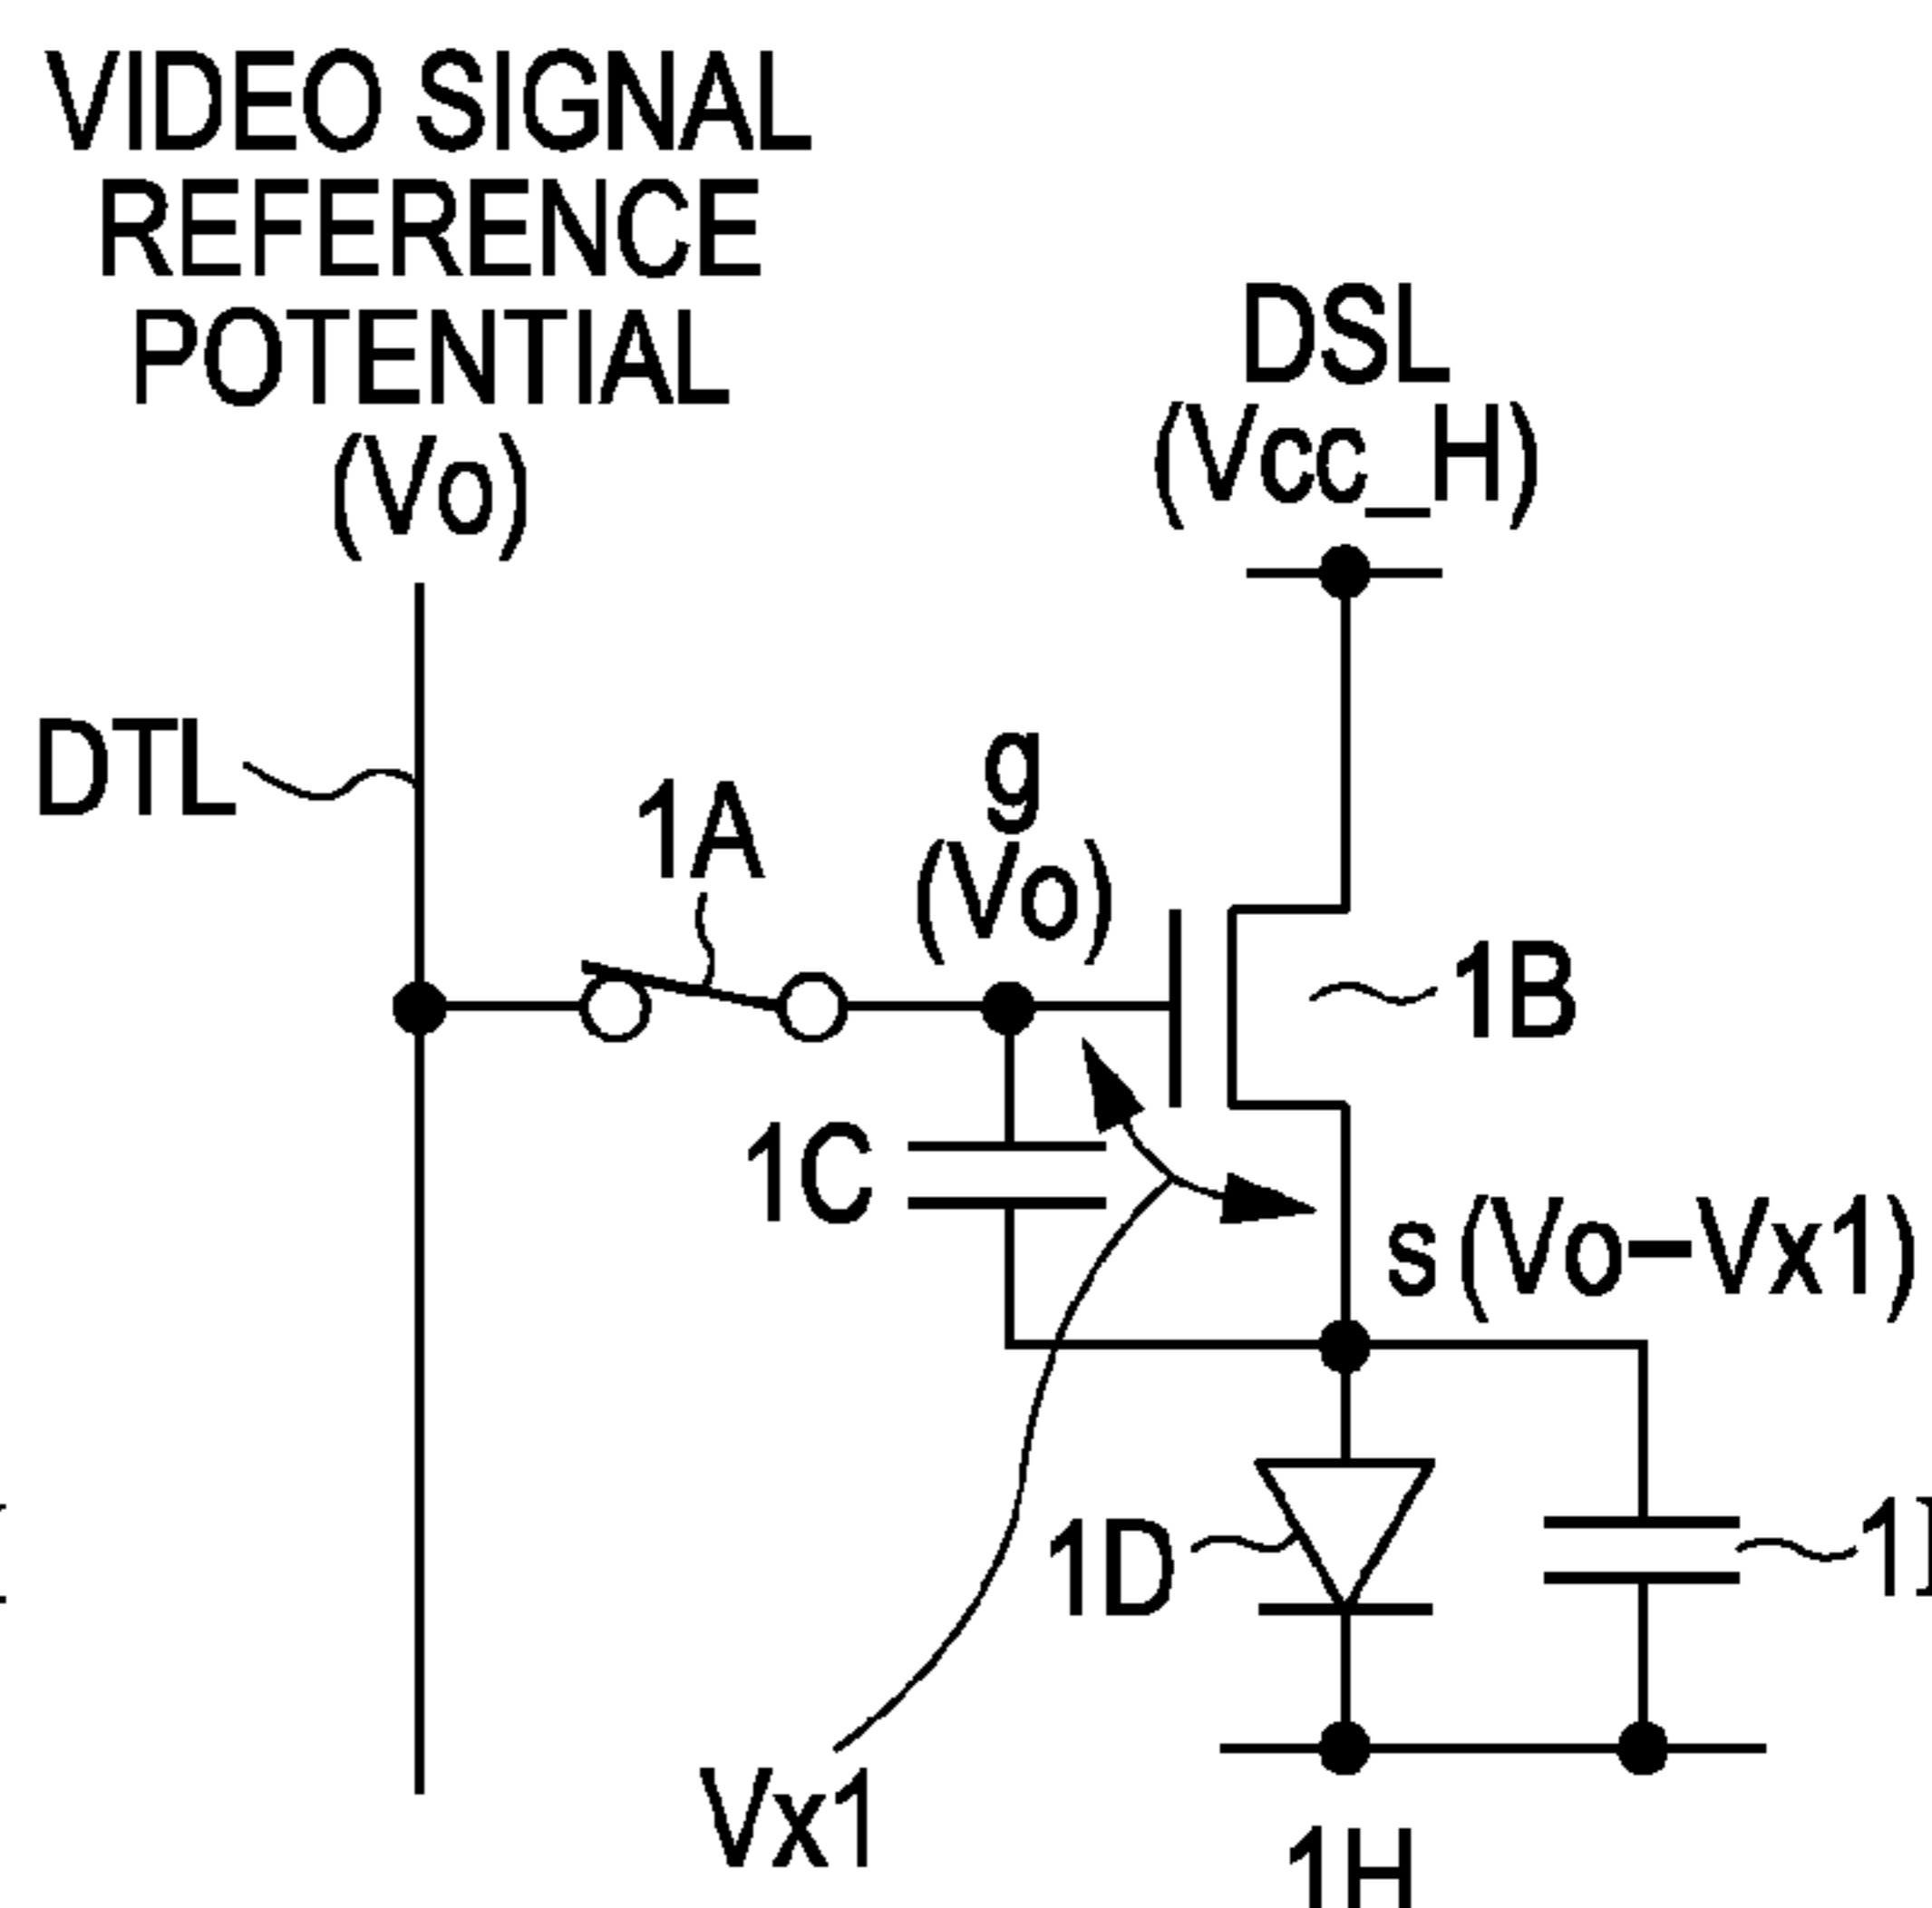 VIDEO SIGNAL
REFERENCE
POTENTIAL
(Vo)
DSL
(Vcc_H)
DTL
1A
g
(Vo)
1B
1C
s (Vo−Vx1)
1D
Vx1
1H